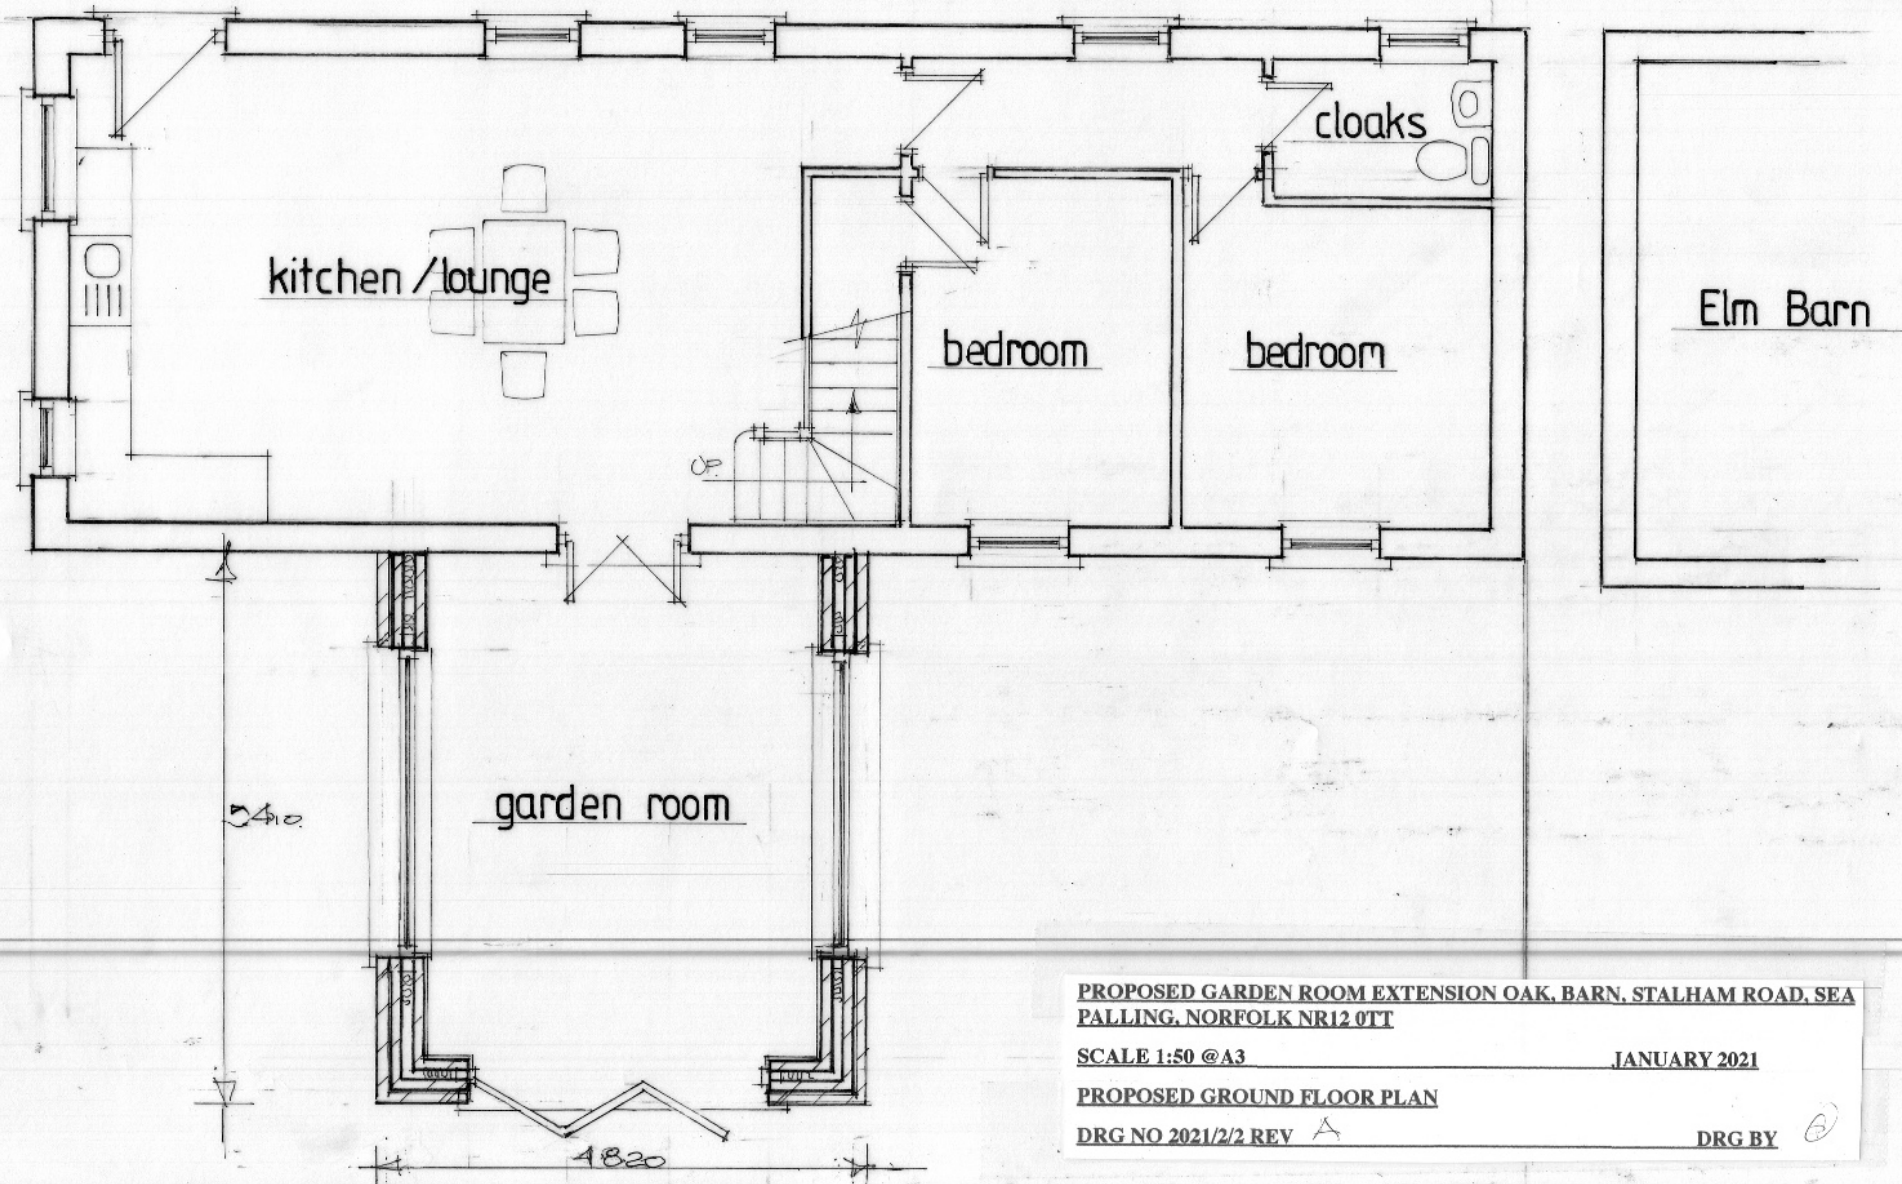 cloaks
kitchen /lounge
Elm Barn
bedroom
bedroom
UP.
garden room
5410.
4820
PROPOSED GARDEN ROOM EXTENSION OAK, BARN, STALHAM ROAD, SEA
PALLING, NORFOLK NR12 0TT
SCALE 1:50 @A3 JANUARY 2021
PROPOSED GROUND FLOOR PLAN
DRG NO 2021/2/2 REV A DRG BY